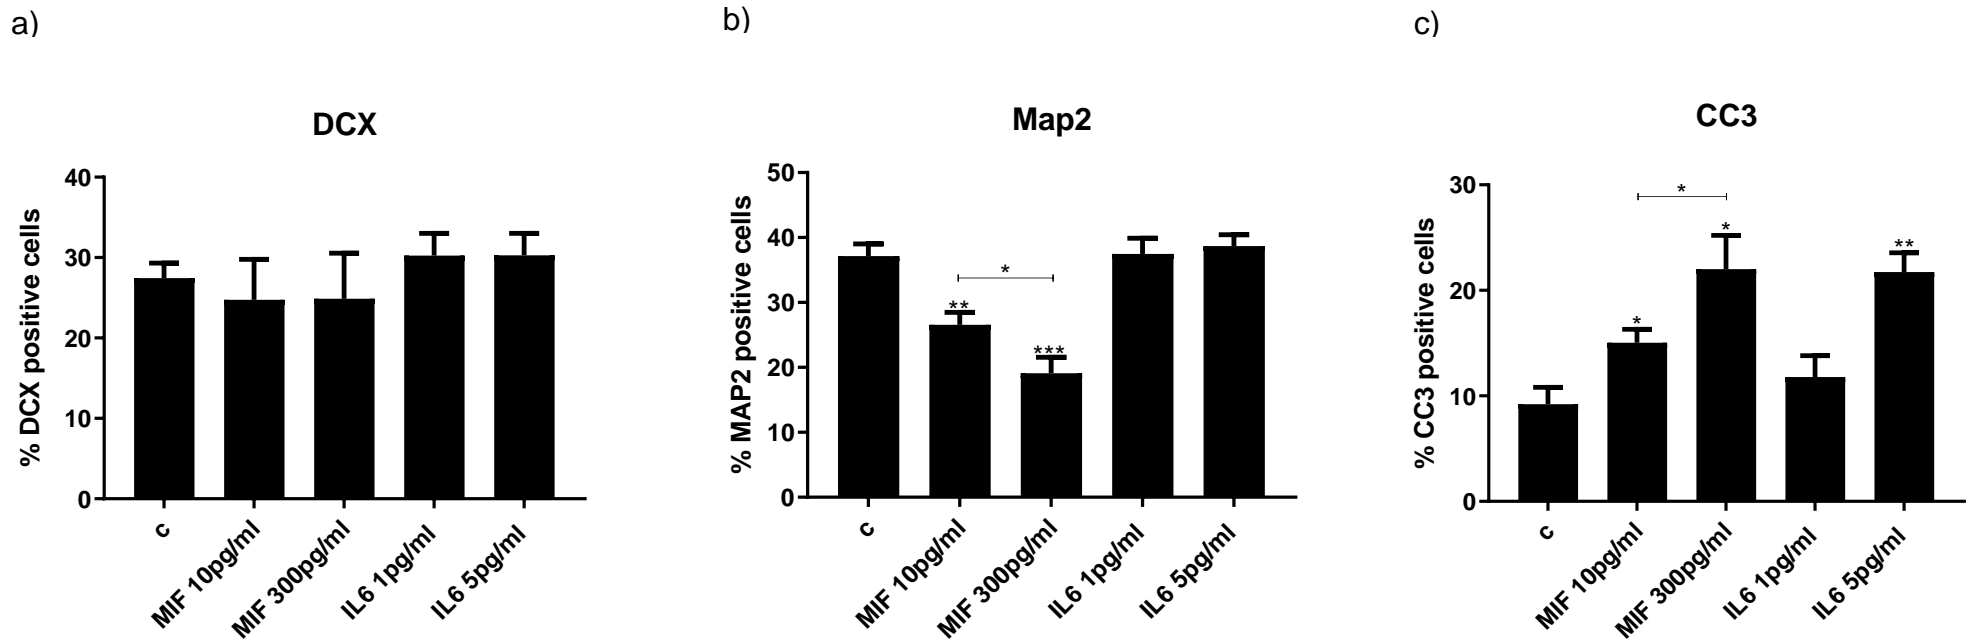 a)
DCX
% DCX positive cells
40
30
20
10
0
c
MIF 10pg/ml
MIF 300pg/ml
IL6 1pg/ml
IL6 5pg/ml
b)
Map2
% MAP2 positive cells
50
40
30
20
10
0
*
**
***
c
MIF 10pg/ml
MIF 300pg/ml
IL6 1pg/ml
IL6 5pg/ml
c)
CC3
% CC3 positive cells
30
20
10
0
*
*
*
**
c
MIF 10pg/ml
MIF 300pg/ml
IL6 1pg/ml
IL6 5pg/ml